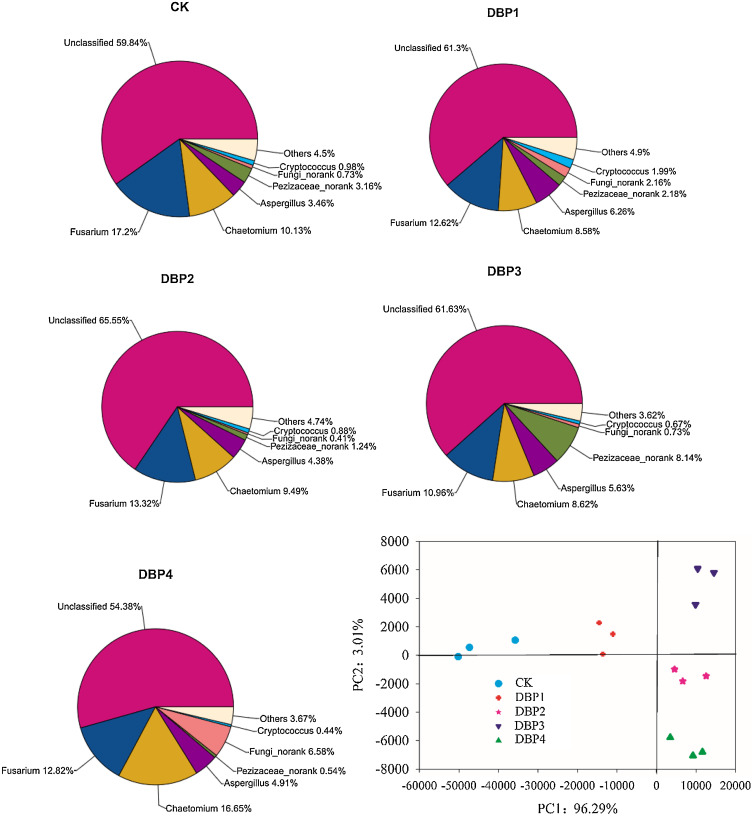 CK
Unclassified 59.84%
Others 4.5%
Cryptococcus 0.98%
Fungi_norank 0.73%
Pezizaceae_norank 3.16%
Aspergillus 3.46%
Chaetomium 10.13%
Fusarium 17.2%
DBP1
Unclassified 61.3%
Others 4.9%
Cryptococcus 1.99%
Fungi_norank 2.16%
Pezizaceae_norank 2.18%
Aspergillus 6.26%
Chaetomium 8.58%
Fusarium 12.62%
DBP2
Unclassified 65.55%
Others 4.74%
Cryptococcus 0.88%
Fungi_norank 0.41%
Pezizaceae_norank 1.24%
Aspergillus 4.38%
Chaetomium 9.49%
Fusarium 13.32%
DBP3
Unclassified 61.63%
Others 3.62%
Cryptococcus 0.67%
Fungi_norank 0.73%
Pezizaceae_norank 8.14%
Aspergillus 5.63%
Chaetomium 8.62%
Fusarium 10.96%
DBP4
Unclassified 54.38%
Others 3.67%
Cryptococcus 0.44%
Fungi_norank 6.58%
Pezizaceae_norank 0.54%
Aspergillus 4.91%
Chaetomium 16.65%
Fusarium 12.82%
8000
6000
4000
2000
0
-2000
-4000
-6000
-8000
PC2: 3.01%
CK
DBP1
DBP2
DBP3
DBP4
-60000 -50000 -40000 -30000 -20000 -10000 0 10000 20000
PC1: 96.29%